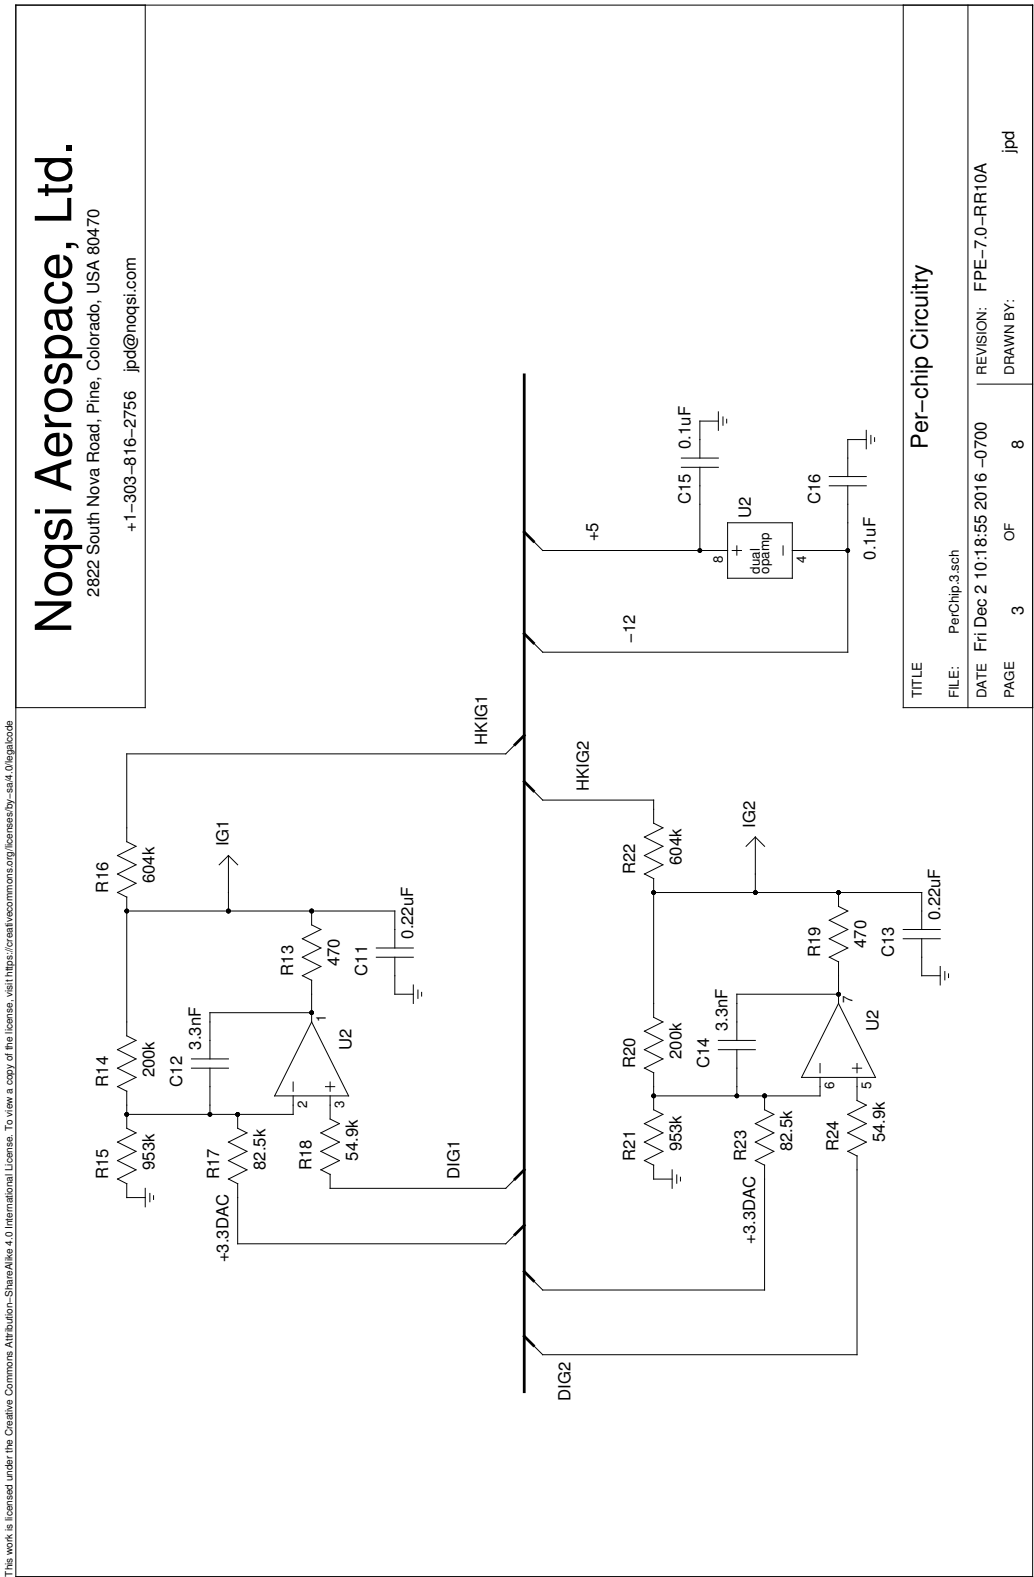 This work is licensed under the Creative Commons Attribution−ShareAlike 4.0 International License. To view a copy of the license, visit https://creativecommons.org/licenses/by−sa/4.0/legalcode
Noqsi Aerospace, Ltd.
2822 South Nova Road, Pine, Colorado, USA 80470
+1−303−816−2756 jpd@noqsi.com
R15
953k
R14
200k
R16
604k
C12
3.3nF
IG1
R17
82.5k
+3.3DAC
2
3
1
U2
R13
470
R18
54.9k
C11
0.22uF
DIG1
HKIG1
DIG2
HKIG2
−12
+5
R21
953k
R20
200k
R22
604k
C14
3.3nF
IG2
R23
82.5k
+3.3DAC
6
5
7
U2
R19
470
R24
54.9k
C13
0.22uF
C15
0.1uF
U2
8
+
dual
opamp
−
4
C16
0.1uF
TITLE
Per−chip Circuitry
FILE: PerChip.3.sch
DATE Fri Dec 2 10:18:55 2016 −0700
REVISION: FPE−7.0−RR10A
PAGE 3 OF 8
DRAWN BY: jpd